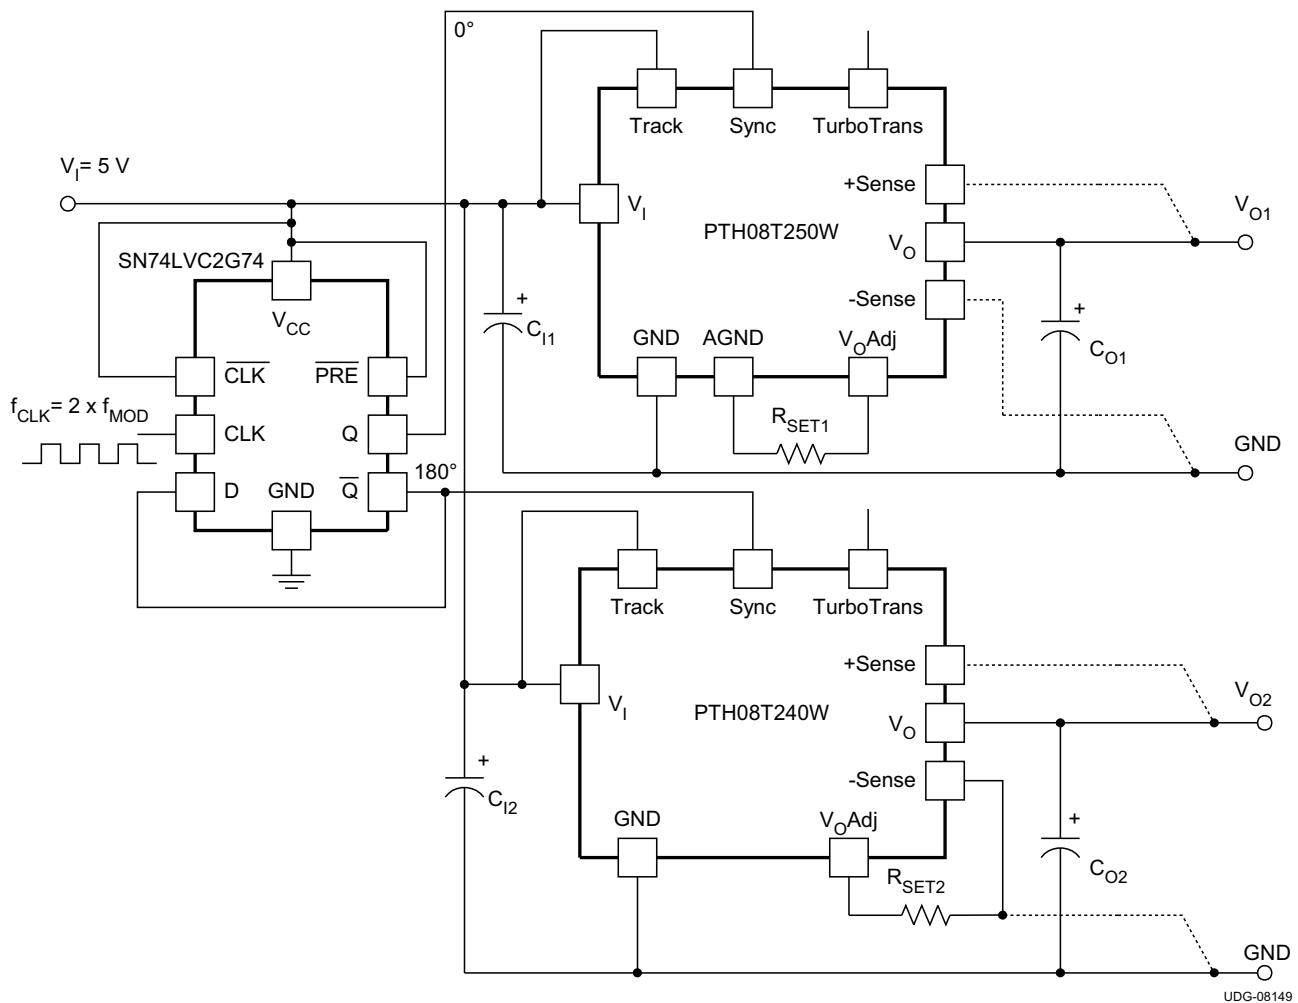 0°
Track
Sync
TurboTrans
V_I= 5 V
+Sense
V_I
PTH08T250W
V_O
V_O1
SN74LVC2G74
-Sense
V_CC
+
C_I1
GND
AGND
V_OAdj
+
C_O1
C̅L̅K̅
P̅R̅E̅
f_CLK= 2 x f_MOD
CLK
Q
R_SET1
GND
180°
D
GND
Q̅
Track
Sync
TurboTrans
+Sense
V_I
PTH08T240W
V_O
V_O2
-Sense
+
C_I2
GND
V_OAdj
+
C_O2
R_SET2
GND
UDG-08149